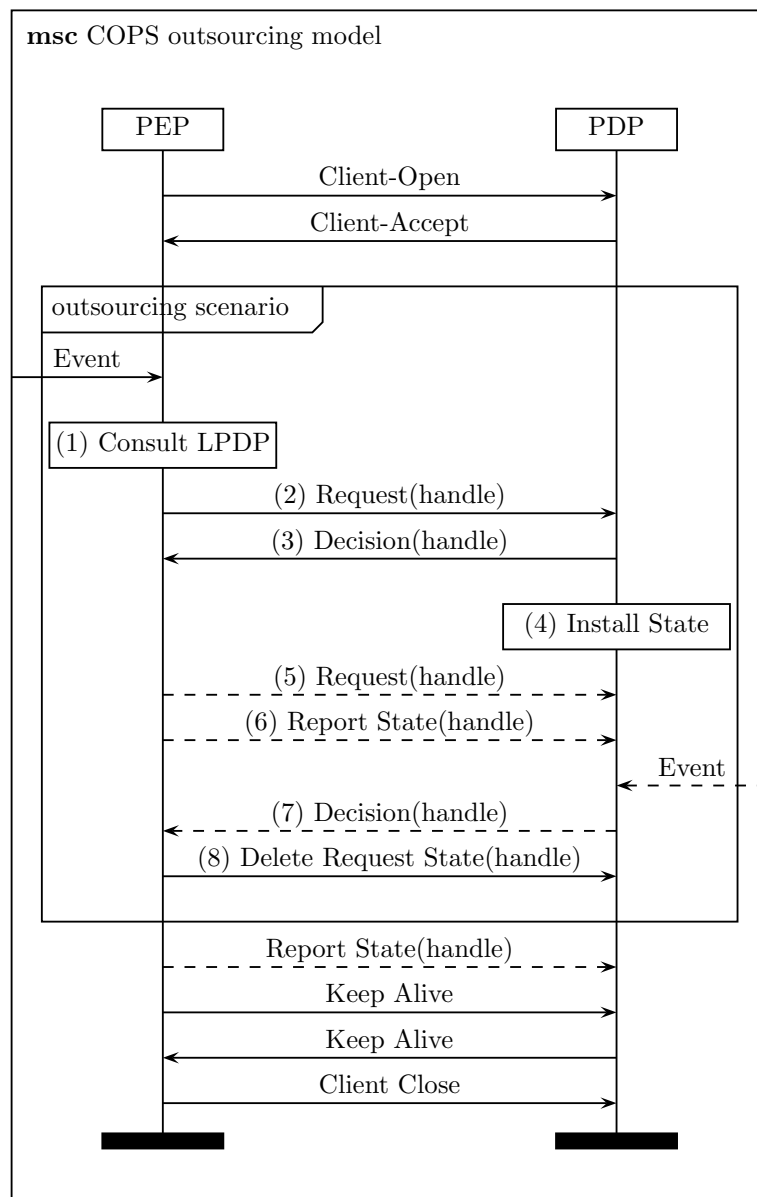 msc COPS outsourcing model
PEP
PDP
Client-Open
Client-Accept
outsourcing scenario
Event
(1) Consult LPDP
(2) Request(handle)
(3) Decision(handle)
(4) Install State
(5) Request(handle)
(6) Report State(handle)
Event
(7) Decision(handle)
(8) Delete Request State(handle)
Report State(handle)
Keep Alive
Keep Alive
Client Close